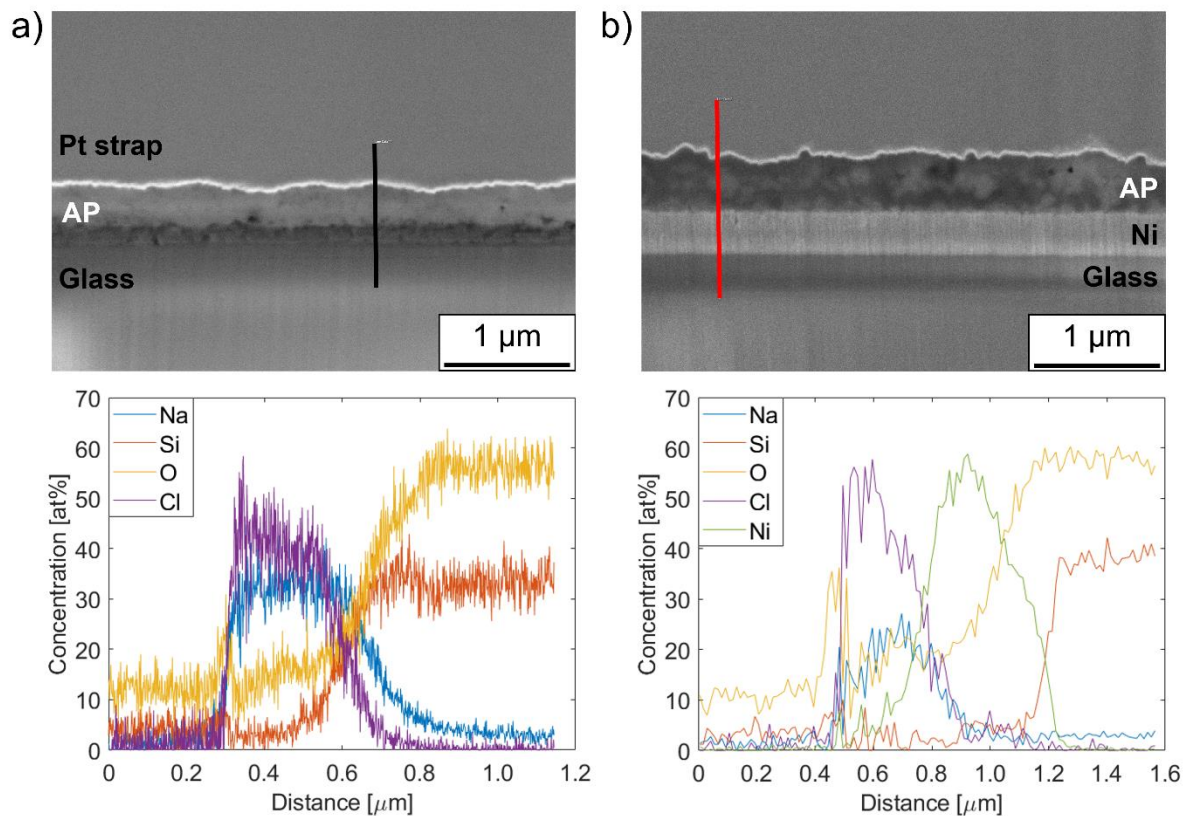 a)
Pt strap
AP
Glass
1 µm
b)
AP
Ni
Glass
1 µm
70
60
50
40
30
20
10
0
Concentration [at%]
Na
Si
O
Cl
0
0.2
0.4
0.6
0.8
1.0
1.2
Distance [µm]
70
60
50
40
30
20
10
0
Concentration [at%]
Na
Si
O
Cl
Ni
0
0.2
0.4
0.6
0.8
1.0
1.2
1.4
1.6
Distance [µm]